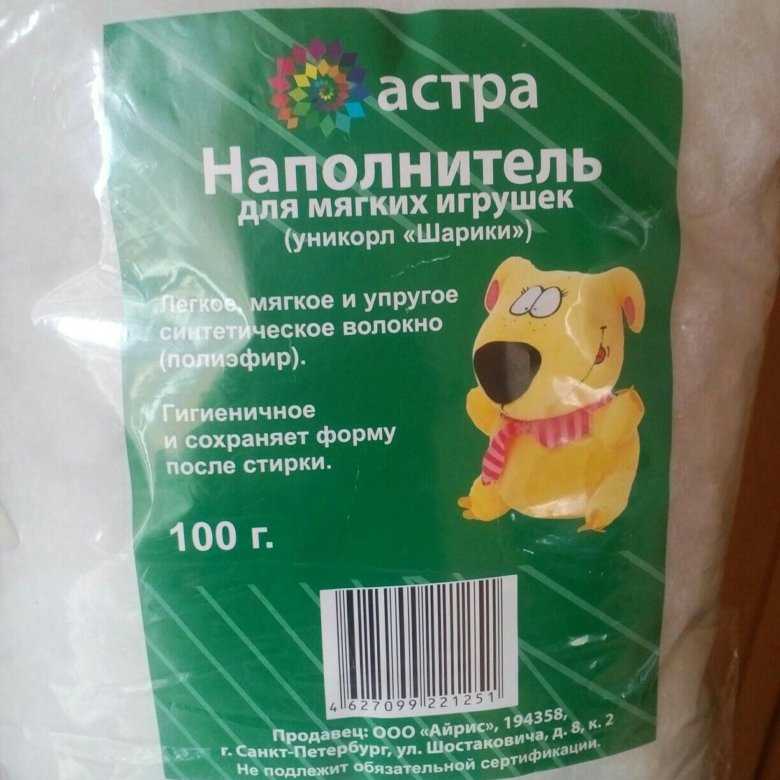 астра
Наполнитель
для мягких игрушек
(уникорл «Шарики»)
Легкое, мягкое и упругое
синтетическое волокно
(полиэфир).
Гигиеничное
и сохраняет форму
после стирки.
100 г.
4 627099 221251
Продавец: ООО «Айрис», 194358,
г. Санкт-Петербург, ул. Шостаковича, д. 8, к. 2
Не подлежит обязательной сертификации.